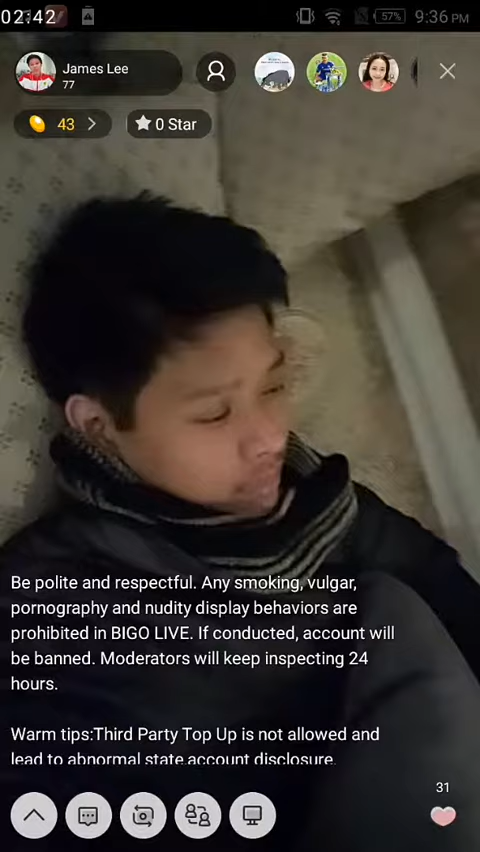 02:42
57%
9:36 PM
James Lee
77
43
0 Star
Be polite and respectful. Any smoking, vulgar,
pornography and nudity display behaviors are
prohibited in BIGO LIVE. If conducted, account will
be banned. Moderators will keep inspecting 24
hours.
Warm tips:Third Party Top Up is not allowed and
lead to abnormal state,account disclosure.
31